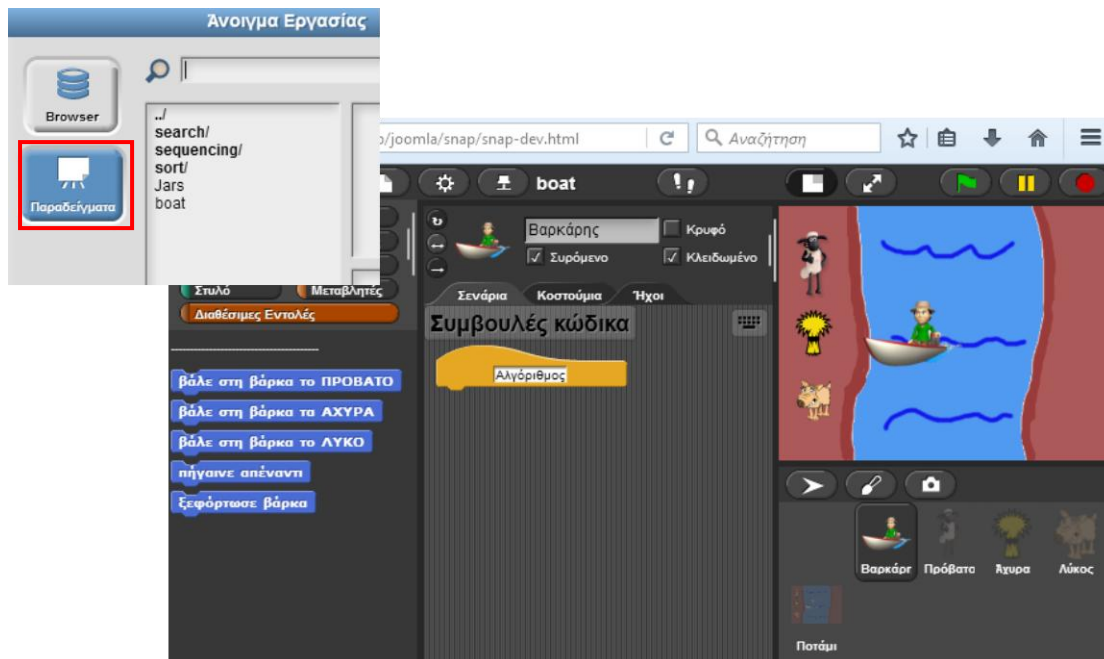 Άνοιγμα Εργασίας
Browser
Παραδείγματα
../
search/
sequencing/
sort/
Jars
boat
/joomla/snap/snap-dev.html
Αναζήτηση
boat
Στυλό
Μεταβλητές
Διαθέσιμες Εντολές
βάλε στη βάρκα το ΠΡΟΒΑΤΟ
βάλε στη βάρκα τα ΑΧΥΡΑ
βάλε στη βάρκα το ΛΥΚΟ
πήγαινε απέναντι
ξεφόρτωσε βάρκα
Βαρκάρης
Κρυφό
Συρόμενο
Κλειδωμένο
Σενάρια
Κοστούμια
Ήχοι
Συμβουλές κώδικα
Αλγόριθμος
Βαρκάρ
Πρόβατο
Άχυρα
Λύκος
Ποτάμι